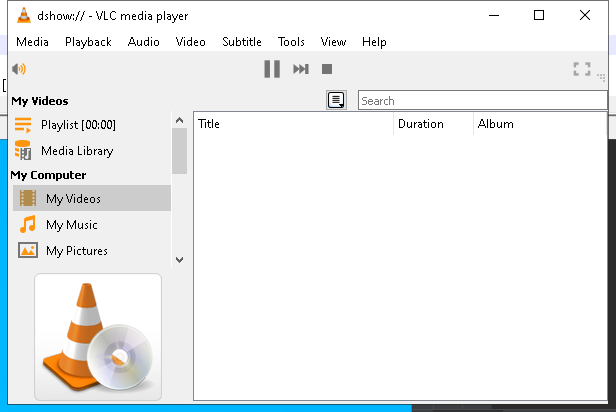 dshow:// - VLC media player
Media Playback Audio Video Subtitle Tools View Help
My Videos
Search
Playlist [00:00]
Media Library
My Computer
My Videos
My Music
My Pictures
Title Duration Album